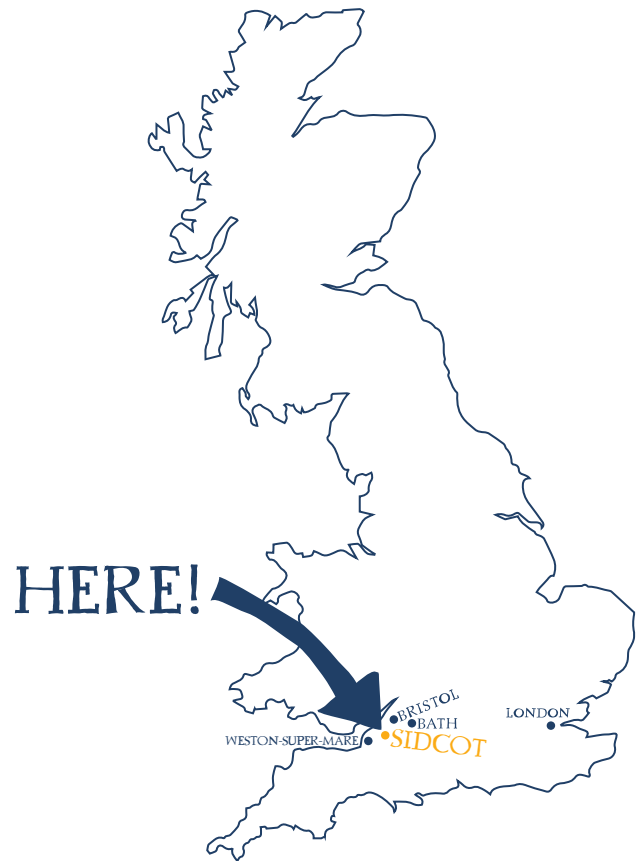 HERE!
BRISTOL
BATH
LONDON
WESTON-SUPER-MARE
SIDCOT